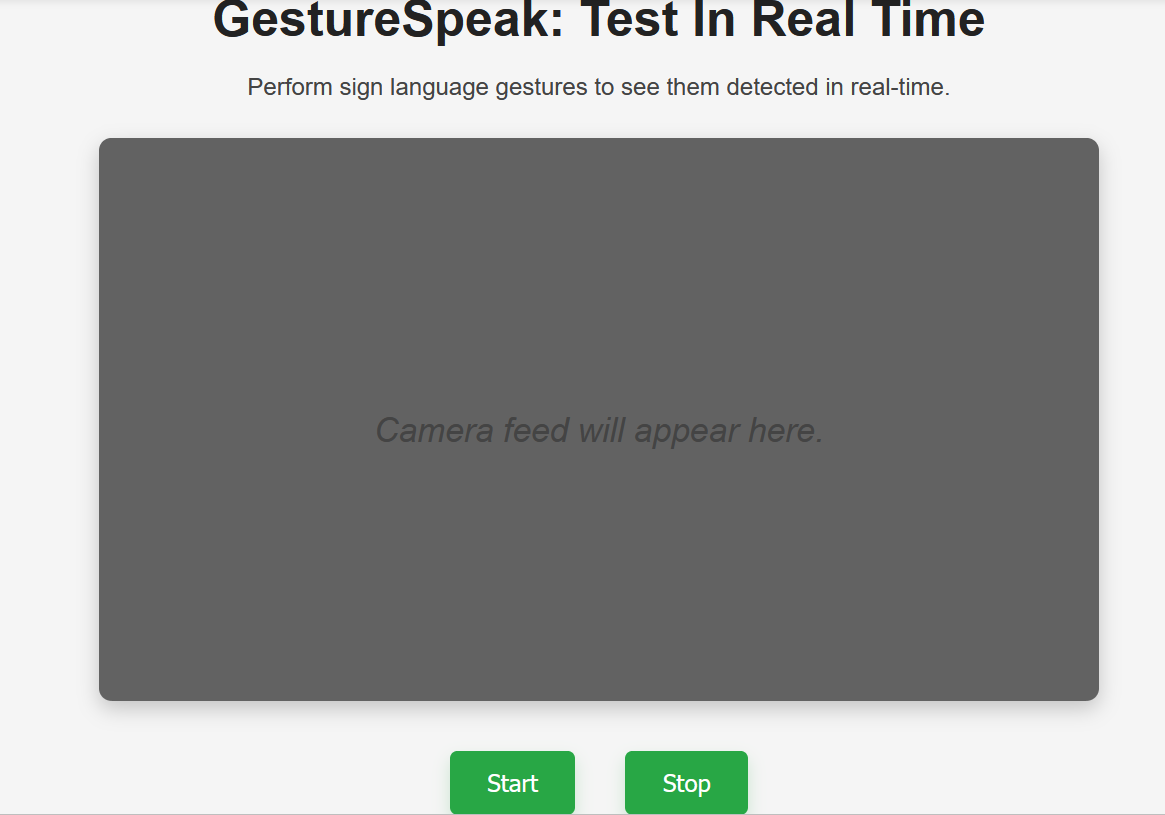 GestureSpeak: Test In Real Time
Perform sign language gestures to see them detected in real-time.
Camera feed will appear here.
Start
Stop